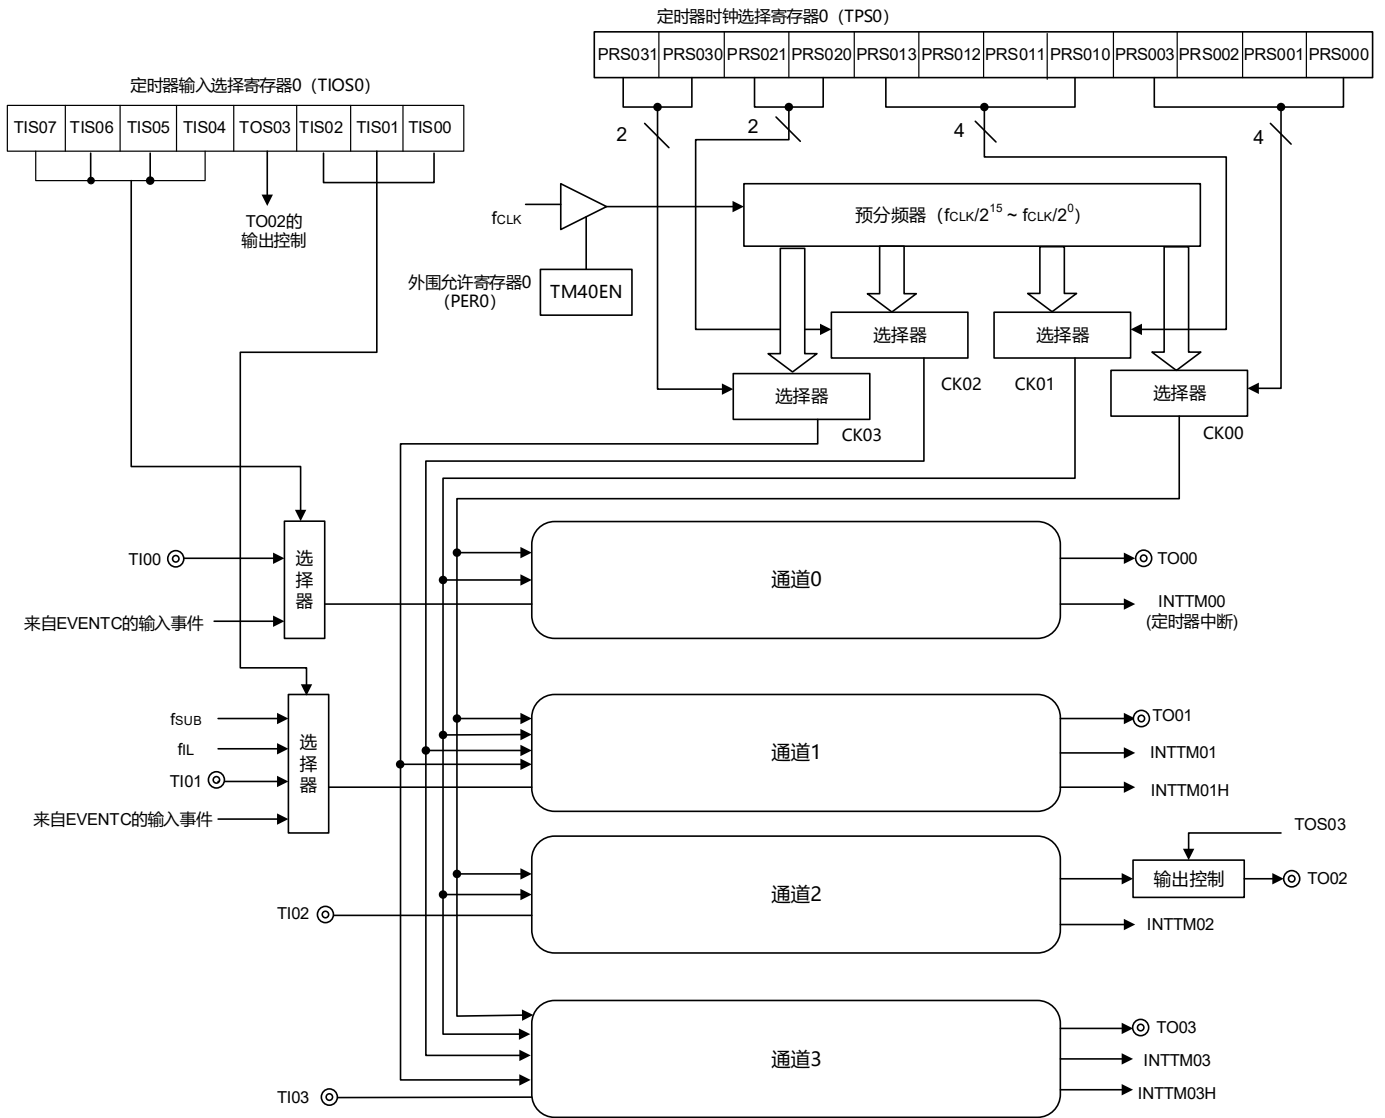 定时器时钟选择寄存器0（TPS0）
PRS031 PRS030 PRS021 PRS020 PRS013 PRS012 PRS011 PRS010 PRS003 PRS002 PRS001 PRS000
定时器输入选择寄存器0（TIOS0）
TIS07 TIS06 TIS05 TIS04 TOS03 TIS02 TIS01 TIS00
2
2
4
4
TO02的
输出控制
fCLK
预分频器（fCLK/2^15 ~ fCLK/2^0）
外围允许寄存器0
（PER0）
TM40EN
选择器
选择器
CK02
CK01
选择器
选择器
CK03
CK00
TI00
选择器
来自EVENTC的输入事件
通道0
TO00
INTTM00
(定时器中断)
fSUB
fIL
TI01
来自EVENTC的输入事件
选择器
通道1
TO01
INTTM01
INTTM01H
TOS03
通道2
输出控制
TO02
TI02
INTTM02
通道3
TO03
INTTM03
INTTM03H
TI03